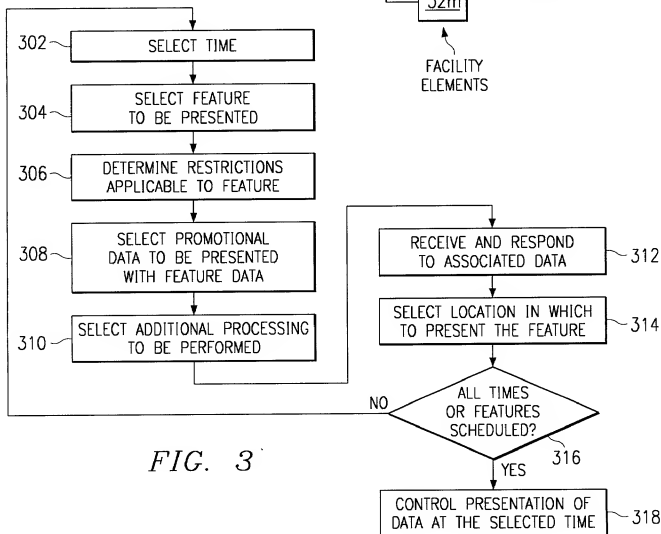 32m
FACILITY
ELEMENTS
302
SELECT TIME
304
SELECT FEATURE
TO BE PRESENTED
306
DETERMINE RESTRICTIONS
APPLICABLE TO FEATURE
308
SELECT PROMOTIONAL
DATA TO BE PRESENTED
WITH FEATURE DATA
310
SELECT ADDITIONAL PROCESSING
TO BE PERFORMED
RECEIVE AND RESPOND
TO ASSOCIATED DATA
312
SELECT LOCATION IN WHICH
TO PRESENT THE FEATURE
314
NO
ALL TIMES
OR FEATURES
SCHEDULED?
316
YES
CONTROL PRESENTATION OF
DATA AT THE SELECTED TIME
318
FIG. 3